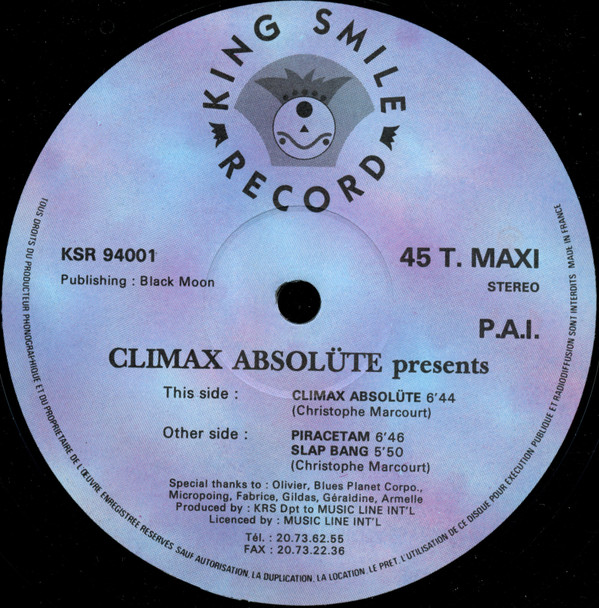 KING SMILE
RECORD
KSR 94001
Publishing : Black Moon
45 T. MAXI
STEREO
P.A.I.
CLIMAX ABSOLÜTE presents
This side : CLIMAX ABSOLÜTE 6'44
(Christophe Marcourt)
Other side : PIRACETAM 6'46
SLAP BANG 5'50
(Christophe Marcourt)
Special thanks to : Olivier, Blues Planet Corpo.,
Micropoing, Fabrice, Gildas, Géraldine, Armelle
Produced by : KRS Dpt to MUSIC LINE INT'L
Licenced by : MUSIC LINE INT'L
Tél. : 20.73.62.55
FAX : 20.73.22.36
TOUS DROITS DU PRODUCTEUR PHONOGRAPHIQUE ET DU PROPRIETAIRE DE L'ŒUVRE ENREGISTREE RESERVES SAUF AUTORISATION, LA DUPLICATION, LA LOCATION, LE PRET, L'UTILISATION DE CE DISQUE POUR EXECUTION PUBLIQUE ET RADIODIFFUSION SONT INTERDITS MADE IN FRANCE